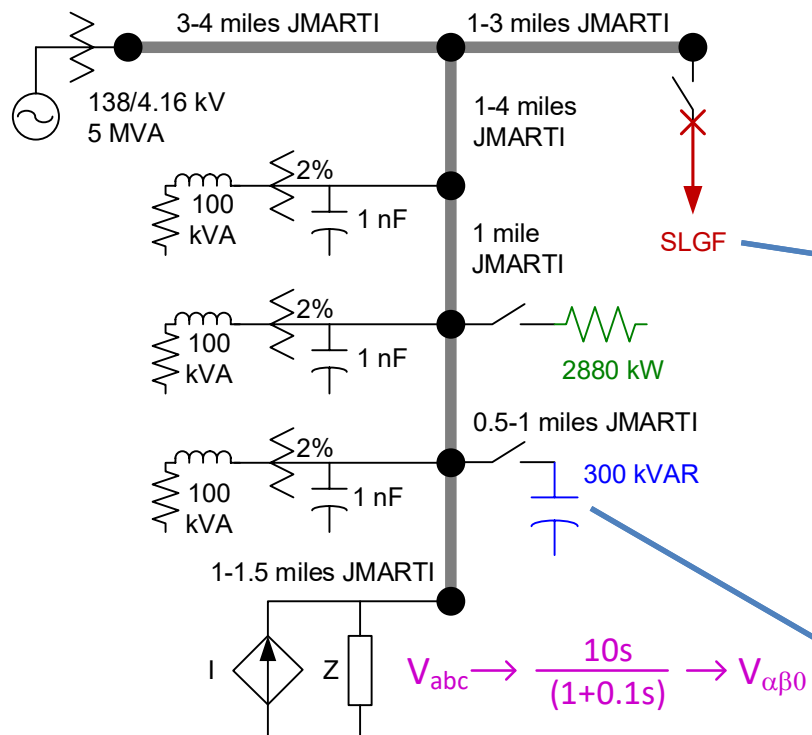 3-4 miles JMARTI
1-3 miles JMARTI
138/4.16 kV
5 MVA
1-4 miles
JMARTI
2%
100
kVA
1 nF
SLGF
1 mile
JMARTI
2%
100
kVA
1 nF
2880 kW
0.5-1 miles JMARTI
2%
100
kVA
1 nF
300 kVAR
1-1.5 miles JMARTI
I
Z
Vabc → 10s/(1+0.1s) → Vαβ0